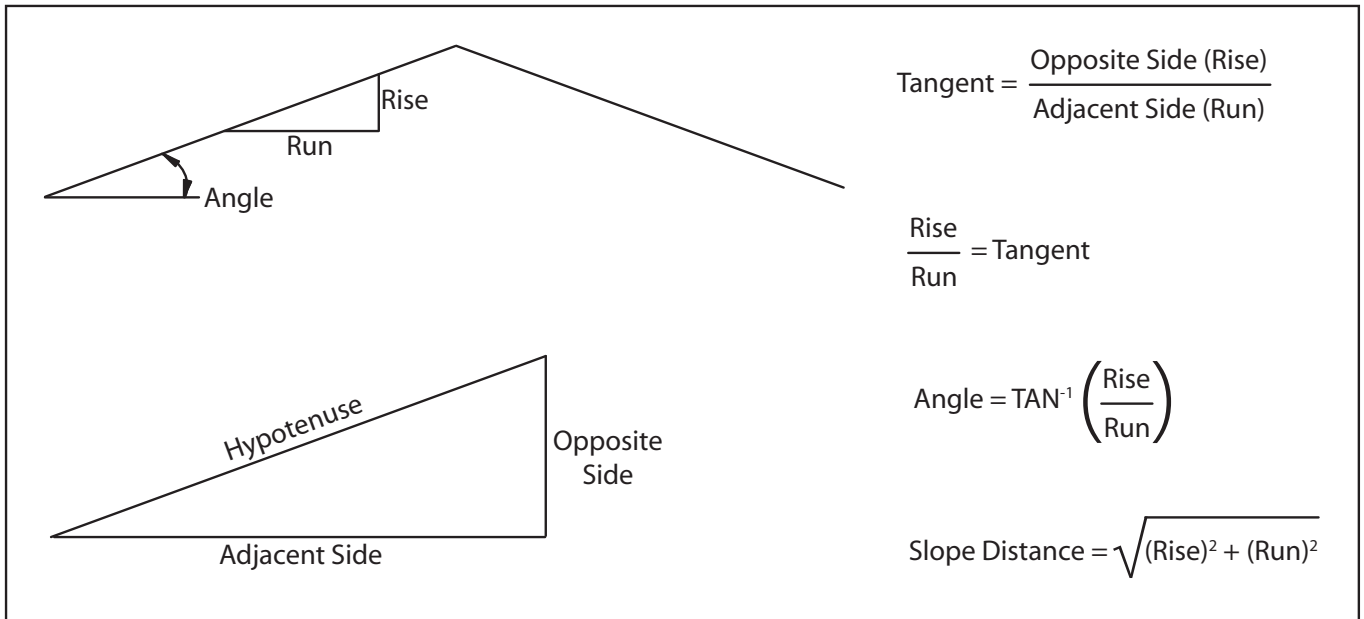 Rise
Run
Angle
Hypotenuse
Opposite
Side
Adjacent Side
Tangent = Opposite Side (Rise) / Adjacent Side (Run)
Rise / Run = Tangent
Angle = TAN⁻¹ (Rise / Run)
Slope Distance = √(Rise)² + (Run)²